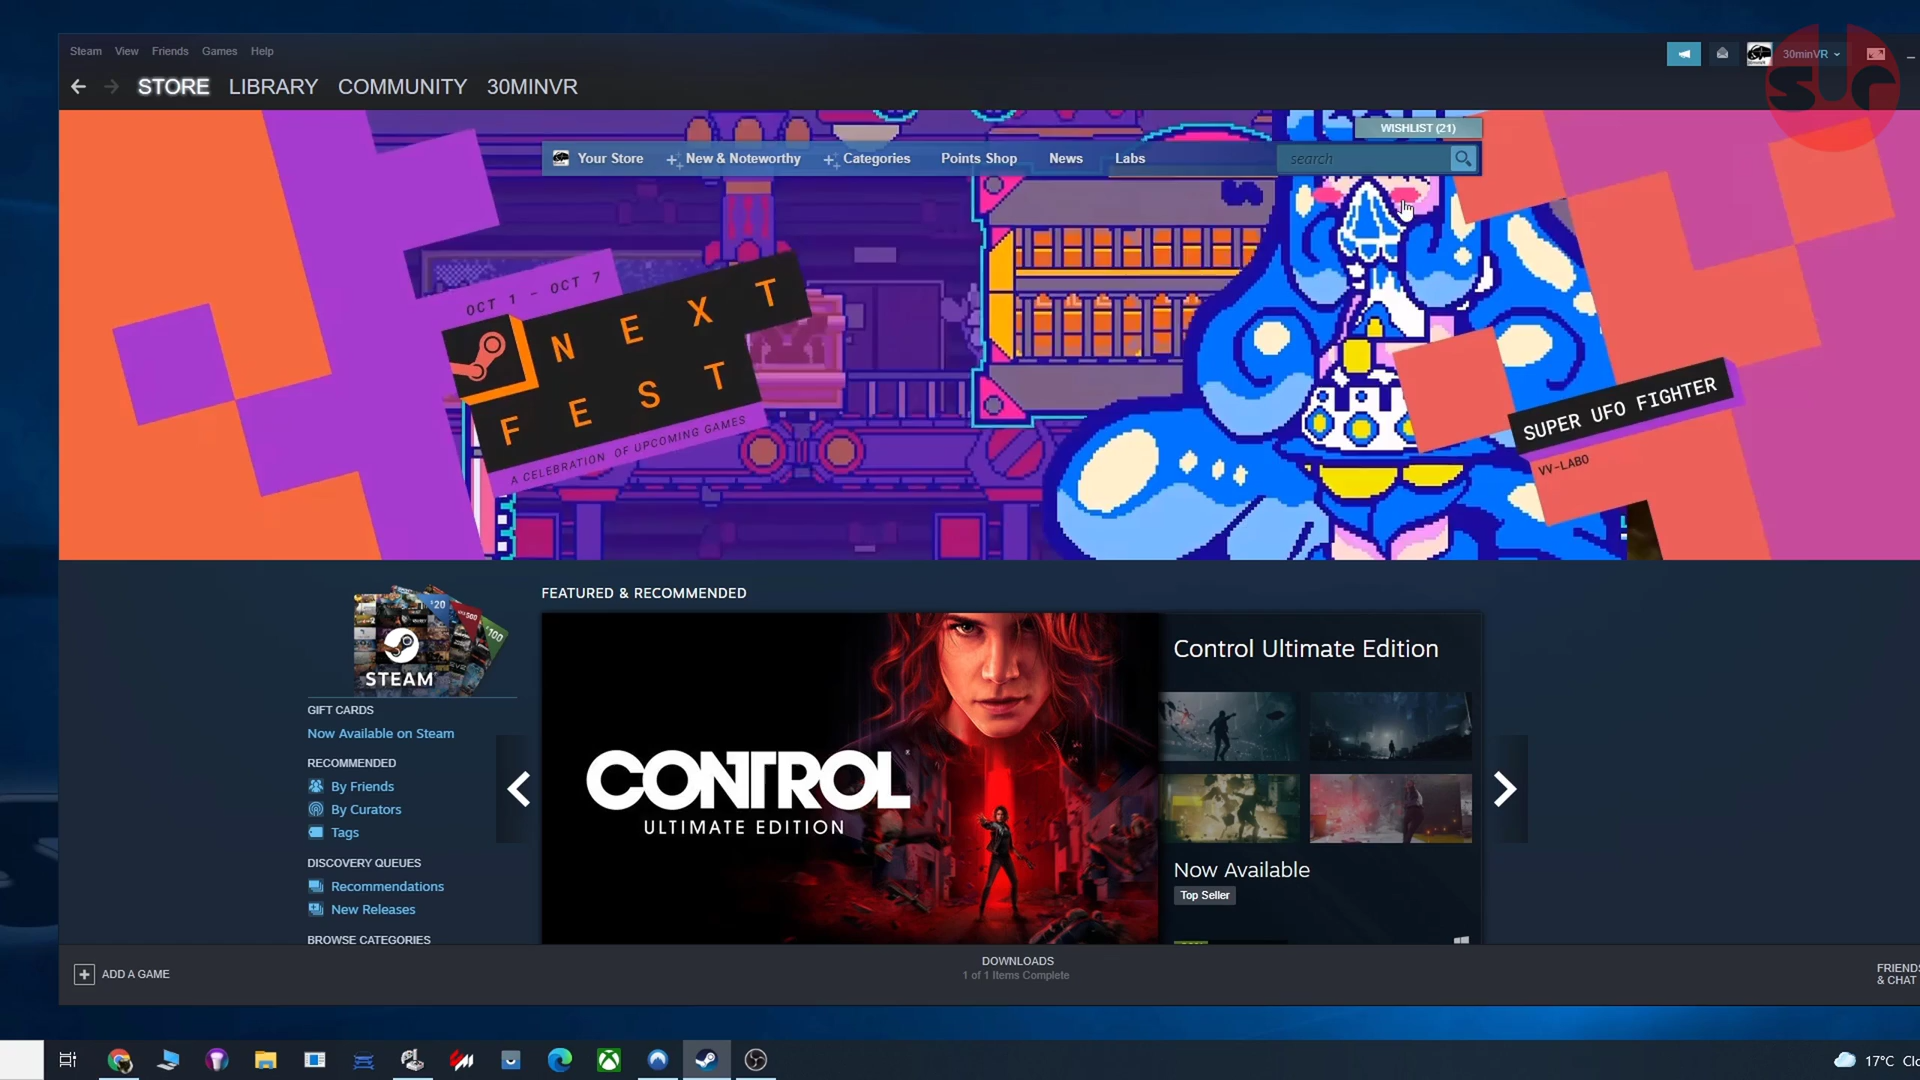 Steam View Friends Games Help
30minVR
STORE LIBRARY COMMUNITY 30MINVR
sur
WISHLIST (21)
Your Store New & Noteworthy Categories Points Shop News Labs search
OCT 1 - OCT 7
NEXT
FEST
A CELEBRATION OF UPCOMING GAMES
SUPER UFO FIGHTER
VV-LABO
FEATURED & RECOMMENDED
$20
$100
STEAM
GIFT CARDS
Now Available on Steam
RECOMMENDED
By Friends
By Curators
Tags
DISCOVERY QUEUES
Recommendations
New Releases
BROWSE CATEGORIES
CONTROL
ULTIMATE EDITION
Control Ultimate Edition
Now Available
Top Seller
ADD A GAME
DOWNLOADS
1 of 1 Items Complete
FRIENDS
& CHAT
17°C Clo